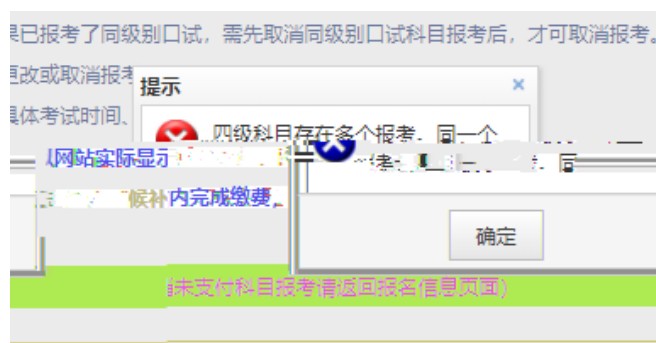 果已报考了同级别口试，需先取消同级别口试科目报考后，才可取消报考。
更改或取消报考
提示
具体考试时间、
四级科目存在多个报考，同一个
网站实际显示
候补 内完成缴费。
确定
未支付科目报考请返回报名信息页面)